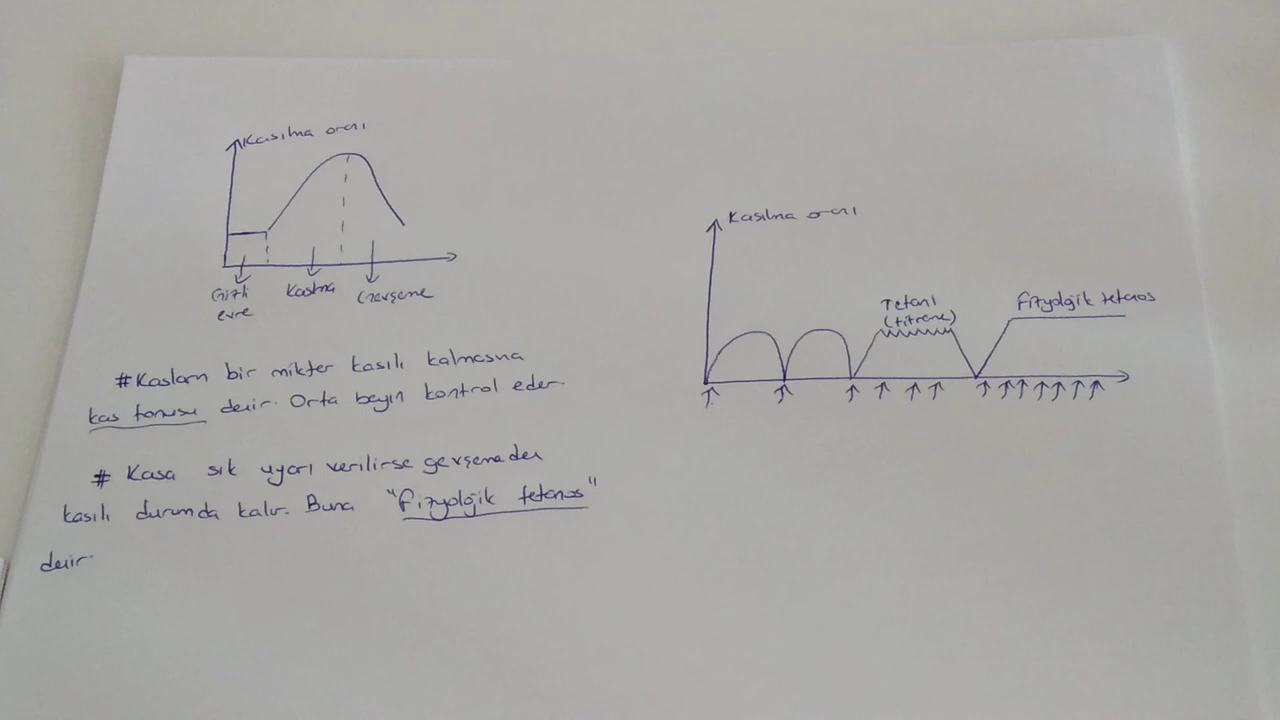 Kasılma oranı
Gizli
evre
Kasılma
Gevşeme
# Kasların bir miktar kasılı kalmasına
kas tonusu denir. Orta beyin kontrol eder.
# Kasa sık uyarı verilirse gevşemeden
kasılı durumda kalır. Buna "fizyolojik tetanos"
denir.
Kasılma oranı
Tetani
(titreme)
Fizyolojik tetanos